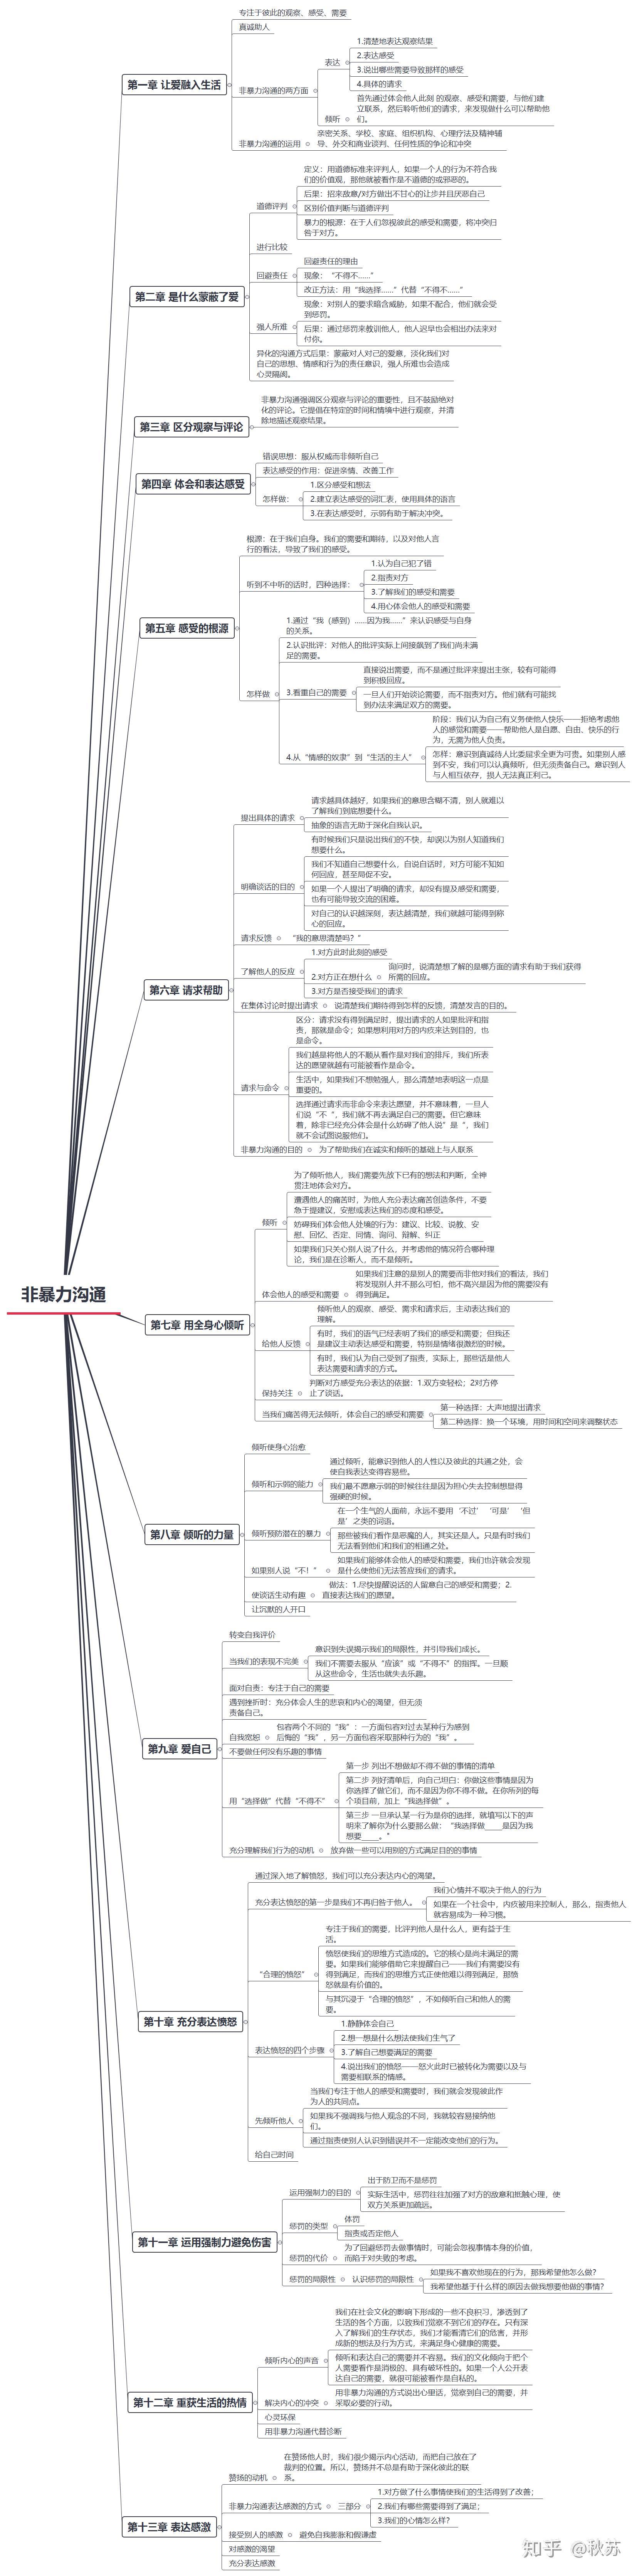 非暴力沟通
第一章 让爱融入生活
专注于彼此的观察、感受、需要
真诚助人
非暴力沟通的两方面
表达
1.清楚地表达观察结果
2.表达感受
3.说出哪些需要导致那样的感受
4.具体的请求
倾听
首先通过体会他人此刻 的观察、感受和需要，与他们建
立联系，然后聆听他们的请求，来发现做什么可以帮助他
们。
非暴力沟通的运用
亲密关系、学校、家庭、组织机构、心理疗法及精神辅
导、外交和商业谈判、任何性质的争论和冲突
第二章 是什么蒙蔽了爱
道德评判
定义：用道德标准来评判人，如果一个人的行为不符合我
们的价值观，那他就被看作是不道德的或邪恶的。
后果：招来敌意/对方做出不甘心的让步并且厌恶自己
区别价值判断与道德评判
暴力的根源：在于人们忽视彼此的感受和需要，将冲突归
咎于对方。
进行比较
回避责任
回避责任的理由
现象：“不得不……”
改正方法：用“我选择……”代替“不得不……”
强人所难
现象：对别人的要求暗含威胁，如果不配合，他们就会受
到惩罚。
后果：通过惩罚来教训他人，他人迟早也会想出办法来对
付你。
异化的沟通方式后果：蒙蔽对人对己的爱意，淡化我们对
自己的思想、情感和行为的责任意识，强人所难也会造成
心灵隔阂。
第三章 区分观察与评论
非暴力沟通强调区分观察与评论的重要性，且不鼓励绝对
化的评论。它提倡在特定的时间和情境中进行观察，并清
除地描述观察结果。
第四章 体会和表达感受
错误思想：服从权威而非倾听自己
表达感受的作用：促进亲情、改善工作
怎样做：
1.区分感受和想法
2.建立表达感受的词汇表，使用具体的语言
3.在表达感受时，示弱有助于解决冲突。
第五章 感受的根源
根源：在于我们自身。我们的需要和期待，以及对他人言
行的看法，导致了我们的感受。
听到不中听的话时，四种选择：
1.认为自己犯了错
2.指责对方
3.了解我们的感受和需要
4.用心体会他人的感受和需要
怎样做
1.通过“我（感到）……因为我……”来认识感受与自身
的关系。
2.认识批评：对他人的批评实际上间接飙到了我们尚未满
足的需要。
3.看重自己的需要
直接说出需要，而不是通过批评来提出主张，较有可能得
到积极回应。
一旦人们开始谈论需要，而不指责对方。他们就有可能找
到办法来满足双方的需要。
4.从“情感的奴隶”到“生活的主人”
阶段：我们认为自己有义务使他人快乐——拒绝考虑他
人的感觉和需要——帮助他人是自愿、自由、快乐的行
为，无需为他人负责。
怎样：意识到真诚待人比委屈求全更为可贵。如果别人感
到不安，我们可以认真倾听，但无须责备自己。意识到人
与人相互依存，损人无法真正利己。
第六章 请求帮助
提出具体的请求
请求越具体越好，如果我们的意思含糊不清，别人就难以
了解我们到底想要什么。
抽象的语言无助于深化自我认识。
明确谈话的目的
有时候我们只是说出我们的不快，却误以为别人知道我们
想要什么。
我们不知道自己想要什么，自说自话时，对方可能不知如
何回应，甚至局促不安。
如果一个人提出了明确的请求，却没有提及感受和需要，
也有可能导致交流的困难。
对自己的认识越深刻，表达越清楚，我们就越可能得到称
心的回应。
请求反馈
“我的意思清楚吗？”
了解他人的反应
1.对方此时此刻的感受
2.对方正在想什么
询问时，说清楚想了解的是哪方面的请求有助于我们获得
所需的回应。
3.对方是否接受我们的请求
在集体讨论时提出请求
说清楚我们期待得到怎样的反馈，清楚发言的目的。
请求与命令
区分：请求没有得到满足时，提出请求的人如果批评和指
责，那就是命令；如果想利用对方的内疚来达到目的，也
是命令。
我们越是将他人的不顺从看作是对我们的排斥，我们所表
达的愿望就越有可能被看作是命令。
生活中，如果我们不想勉强人，那么清楚地表明这一点是
重要的。
选择通过请求而非命令来表达愿望，并不意味着，一旦人
们说“不“，我们就不再去满足自己的需要。但它意味
着，除非已经充分体会是什么妨碍了他人说”是“，我们
就不会试图说服他们。
非暴力沟通的目的
为了帮助我们在诚实和倾听的基础上与人联系
第七章 用全身心倾听
倾听
为了倾听他人，我们需要先放下已有的想法和判断，全神
贯注地体会对方。
遭遇他人的痛苦时，为他人充分表达痛苦创造条件，不要
急于提建议、安慰或表达我们的态度和感受。
妨碍我们体会他人处境的行为：建议、比较、说教、安
慰、回忆、否定、同情、询问、辩解、纠正
如果我们只关心别人说了什么，并考虑他的情况符合哪种理
论，我们是在诊断人，而不是倾听。
体会他人的感受和需要
如果我们注意的是别人的需要而非他对我们的看法，我们
将发现别人并不那么可怕，他不高兴是因为他的需要没有
得到满足。
给他人反馈
倾听他人的观察、感受、需求和请求后，主动表达我们的
理解。
有时，我们的语气已经表明了我们的感受和需要；但我还
是建议主动表达感受和需要，特别是情绪很激烈的时候。
有时，我们认为自己受到了指责，实际上，那些话是他人
表达需要和请求的方式。
保持关注
判断对方感受充分表达的依据：1.双方变轻松；2对方停
止了谈话。
当我们痛苦得无法倾听，体会自己的感受和需要
第一种选择：大声地提出请求
第二种选择：换一个环境，用时间和空间来调整状态
第八章 倾听的力量
倾听使身心治愈
倾听和示弱的能力
通过倾听，能意识到他人的人性以及彼此的共通之处，会
使自我表达变得容易些。
我们最不愿意示弱的时候往往是因为担心失去控制想显得
强硬的时候。
倾听预防潜在的暴力
在一个生气的人面前，永远不要用‘不过’‘可是’‘但
是’之类的词语。
那些被我们看作是恶魔的人，其实还是人。只是有时我们
无法看到他们和我们的相通之处。
如果别人说“不！”
如果我们能够体会他人的感受和需要，我们也许就会发现
是什么使他们无法答应我们的请求。
使谈话生动有趣
做法：1.尽快提醒说话的人留意自己的感受和需要；2.
直接表达我们的愿望。
让沉默的人开口
第九章 爱自己
转变自我评价
当我们的表现不完美
意识到失误揭示我们的局限性，并引导我们成长。
我们不需要去服从“应该”或“不得不”的指挥。一旦顺
从这些命令，生活也就失去乐趣。
面对自责：专注于自己的需要
遇到挫折时：充分体会人生的悲哀和内心的渴望，但无须
责备自己。
自我宽恕
包容两个不同的“我”：一方面包容对过去某种行为感到
后悔的“我”，另一方面包容采取那种行为的“我”。
不要做任何没有乐趣的事情
用“选择做”代替“不得不”
第一步 列出不想做却不得不做的事情的清单
第二步 列好清单后，向自己坦白：你做这些事情是因为
你选择了做它们，而不是因为你不得不做。在你所列的每
个项目前，加上“我选择做”。
第三步 一旦承认某一行为是你的选择，就填写以下的声
明来了解你为什么要那么做：“我选择做_____是因为我
想要_____。"
充分理解我们行为的动机
放弃做一些可以用别的方式满足目的的事情
第十章 充分表达愤怒
通过深入地了解愤怒，我们可以充分表达内心的渴望。
充分表达愤怒的第一步是我们不再归咎于他人。
我们心情并不取决于他人的行为
如果在一个社会中，内疚被用来控制人，那么，指责他人
就容易成为一种习惯。
“合理的愤怒”
专注于我们的需要，比评判他人是什么人，更有益于生
活。
愤怒使我们的思维方式造成的。它的核心是尚未满足的需
要。如果我们能够借助它来提醒自己——我们有需要没有
得到满足，而我们的思维方式正使他难以得到满足，那愤
怒就是有价值的。
与其沉浸于“合理的愤怒”，不如倾听自己和他人的需
要。
表达愤怒的四个步骤
1.静静体会自己
2.想一想是什么想法使我们生气了
3.了解自己想要满足的需要
4.说出我们的愤怒——怒火此时已被转化为需要以及与
需要相联系的情感。
先倾听他人
当我们专注于他人的感受和需要时，我们就会发现彼此作
为人的共同点。
如果我不强调我与他人观念的不同，我就较容易接纳他
们。
通过指责使别人认识到错误并不一定能改变他们的行为。
给自己时间
第十一章 运用强制力避免伤害
运用强制力的目的
出于防卫而不是惩罚
实际生活中，惩罚往往加强了对方的敌意和抵触心理，使
双方关系更加疏远。
惩罚的类型
体罚
指责或否定他人
惩罚的代价
为了回避惩罚去做事情时，可能会忽视事情本身的价值，
而陷于对失败的考虑。
惩罚的局限性
认识惩罚的局限性
如果我不喜欢他现在的行为，那我希望他怎么做？
我希望他基于什么样的原因去做我想要他做的事情？
第十二章 重获生活的热情
倾听内心的声音
我们在社会文化的影响下形成的一些不良积习，渗透到了
生活的各个方面，以致我们觉察不到它们的存在。只有深
入了解我们的生存状态，我们才能看清它们的危害，并形
成新的想法及行为方式，来满足身心健康的需要。
倾听和表达自己的需要并不容易。我们的文化倾向于把个
人需要看作是消极的、具有破坏性的。如果一个人公开表
达自己的需要，就很可能被看作是自私的。
解决内心的冲突
用非暴力沟通的方式说出心里话，觉察到自己的需要，并
采取必要的行动。
心灵环保
用非暴力沟通代替诊断
第十三章 表达感激
赞扬的动机
在赞扬他人时，我们很少揭示内心活动，而把自己放在了
裁判的位置。所以，赞扬并不总是有助于深化彼此的联
系。
非暴力沟通表达感激的方式
三部分
1.对方做了什么事情使我们的生活得到了改善；
2.我们有哪些需要得到了满足；
3.我们的心情怎么样？
接受别人的感激
避免自我膨胀和假谦虚
对感激的渴望
充分表达感激
知乎 @秋苏